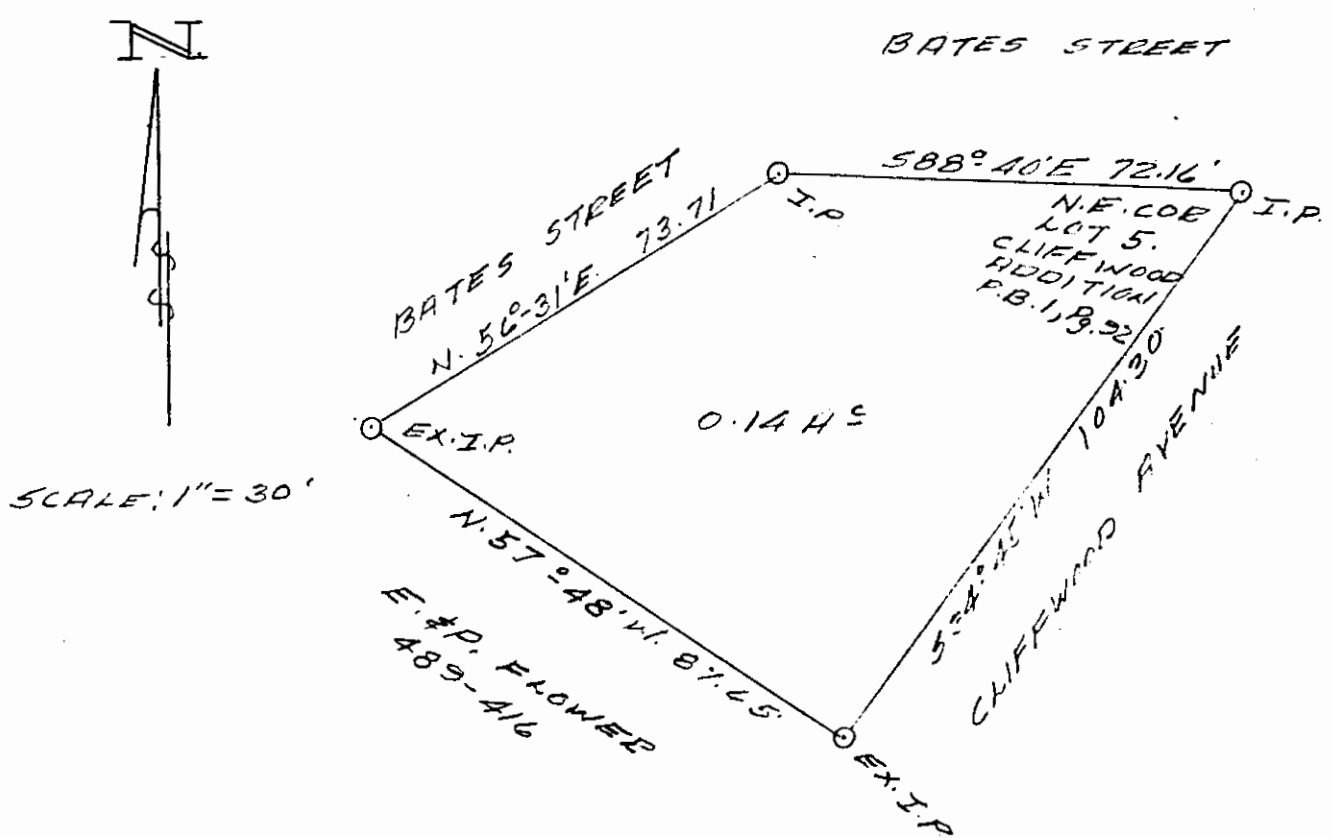 N
BATES STREET
BATES STREET
N. 56°-31'E. 73.71
S88°-40'E 72.16'
I.P.
I.P.
N.E. COR
LOT 5.
CLIFFWOOD
ADDITION
P.B.1, Pg.92
EX.I.P.
0.14 Ac
SCALE: 1"=30'
104.30
CLIFFWOOD AVENUE
N.57°-48'W. 87.65
E.&P. FLOWER
489-416
EX.I.P